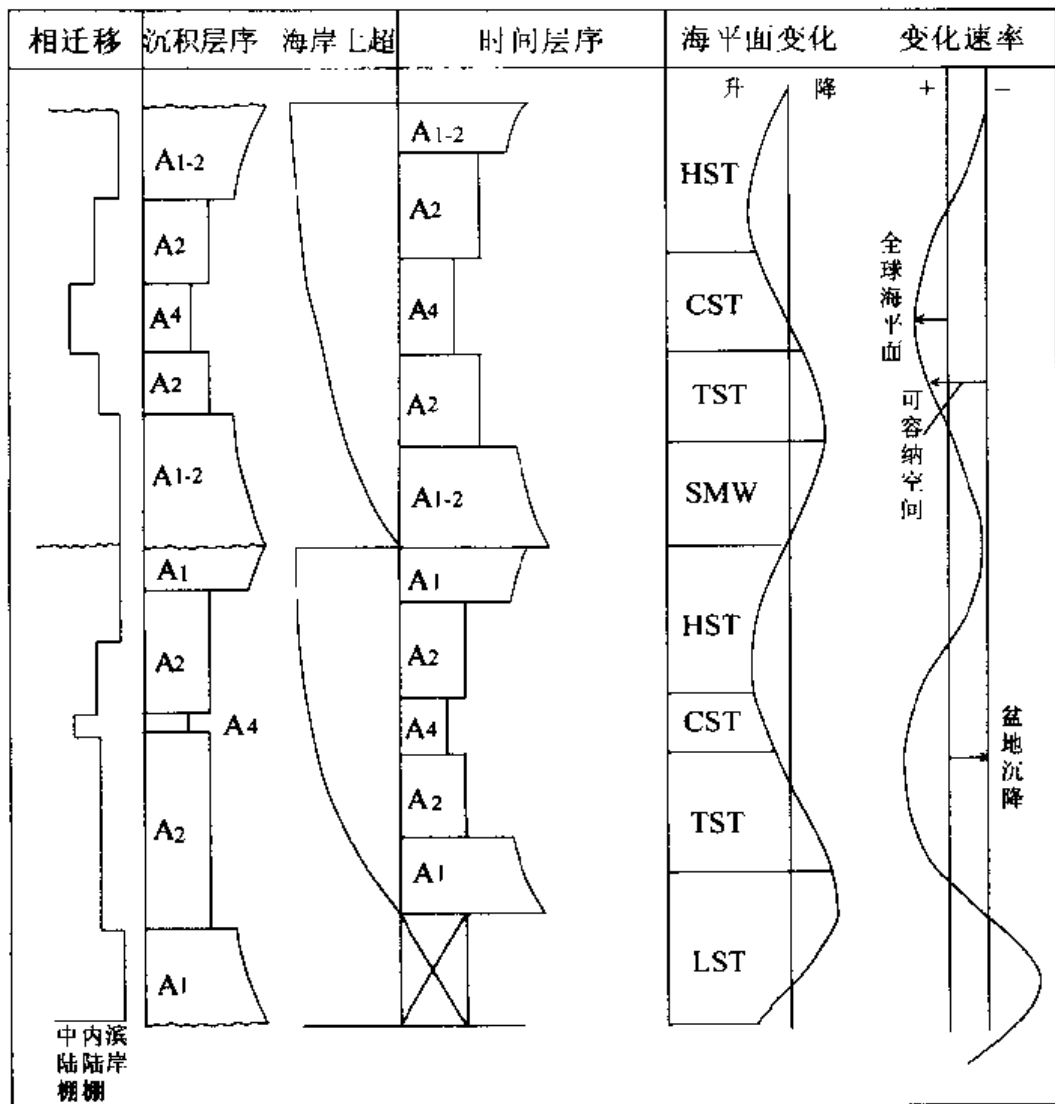 相迁移 沉积层序 海岸上超 时间层序 海平面变化 变化速率
升 降 + −
A1-2 A1-2 HST
A2 A2
全球海平面
A4 A4 CST
A2 A2 TST
可容纳空间
A1-2 A1-2 SMW
A1 A1
HST
A2 A2
A4 A4 CST
盆地沉降
A2 A2 TST
A1
A1 LST
中陆棚 内陆棚 滨岸